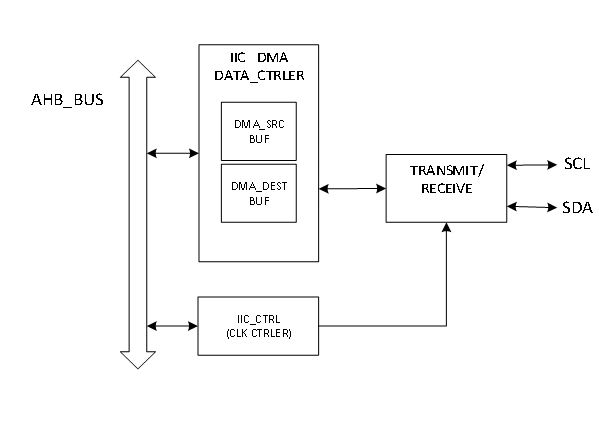 IIC DMA
DATA_CTRLER
AHB_BUS
DMA_SRC
BUF
DMA_DEST
BUF
TRANSMIT/
RECEIVE
SCL
SDA
IIC_CTRL
(CLK CTRLER)